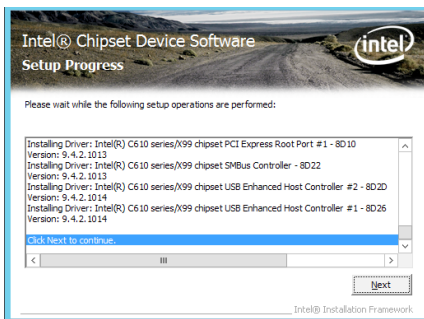 Intel® Chipset Device Software
Setup Progress
intel
Please wait while the following setup operations are performed:
Installing Driver: Intel(R) C610 series/X99 chipset PCI Express Root Port #1 - 8D10
Version: 9.4.2.1013
Installing Driver: Intel(R) C610 series/X99 chipset SMBus Controller - 8D22
Version: 9.4.2.1013
Installing Driver: Intel(R) C610 series/X99 chipset USB Enhanced Host Controller #2 - 8D2D
Version: 9.4.2.1014
Installing Driver: Intel(R) C610 series/X99 chipset USB Enhanced Host Controller #1 - 8D26
Version: 9.4.2.1014
Click Next to continue.
Next
Intel® Installation Framework